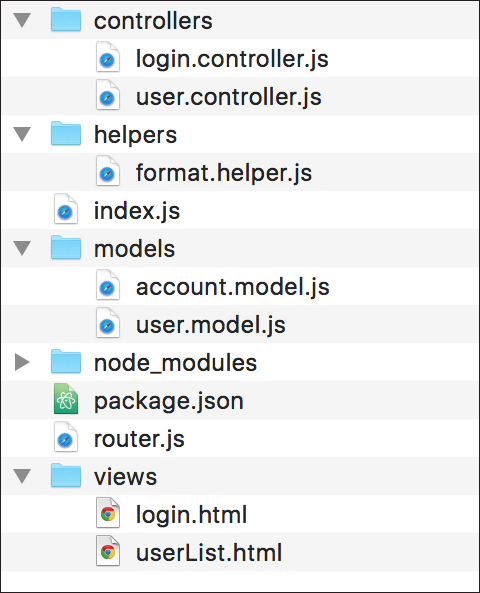 controllers
login.controller.js
user.controller.js
helpers
format.helper.js
index.js
models
account.model.js
user.model.js
node_modules
package.json
router.js
views
login.html
userList.html